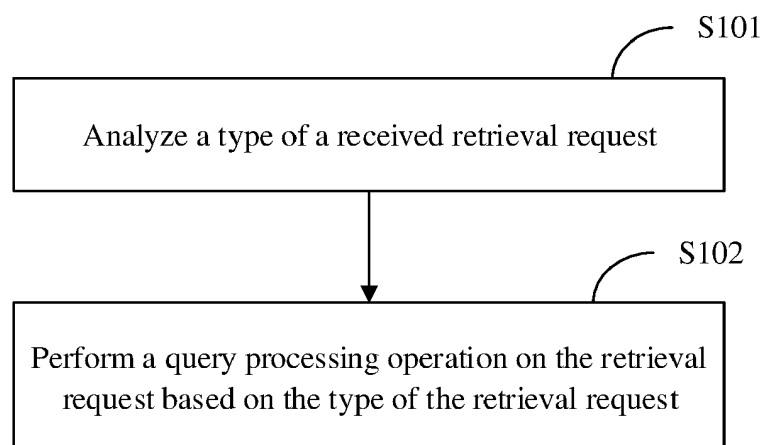 S101
Analyze a type of a received retrieval request
S102
Perform a query processing operation on the retrieval
request based on the type of the retrieval request